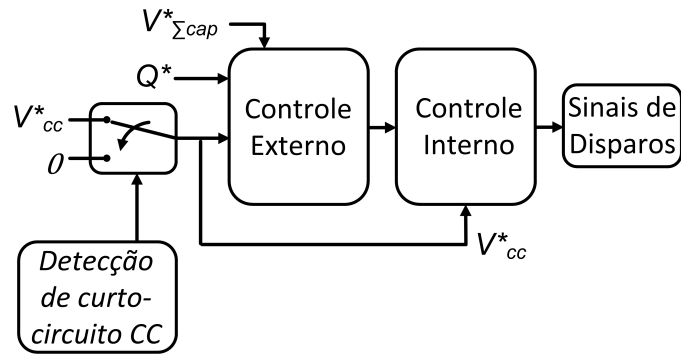 V*∑cap
Q*
V*cc
0
Controle
Externo
Controle
Interno
Sinais de
Disparos
V*cc
Detecção
de curto-
circuito CC